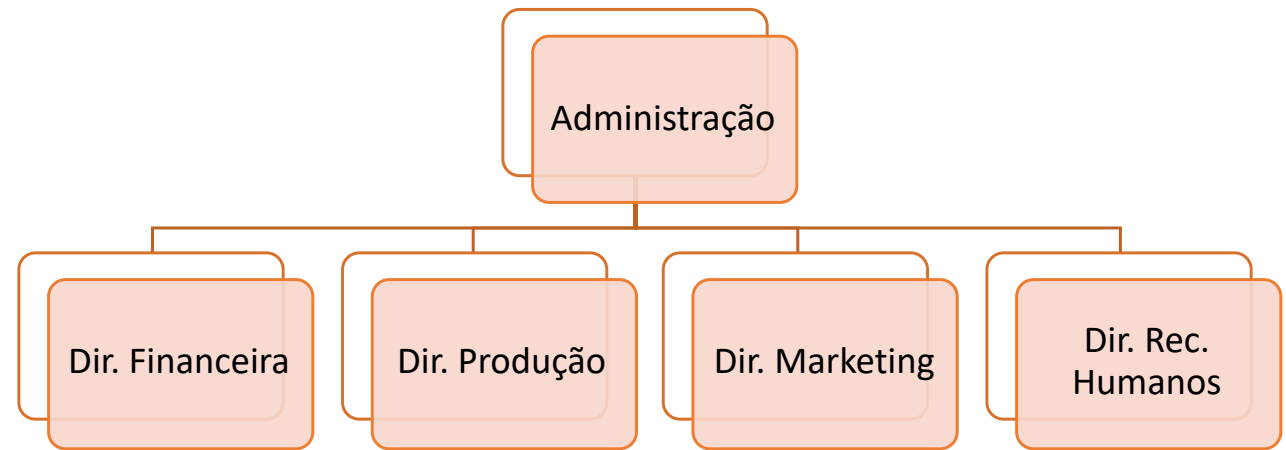 Administração
Dir. Financeira
Dir. Produção
Dir. Marketing
Dir. Rec.
Humanos